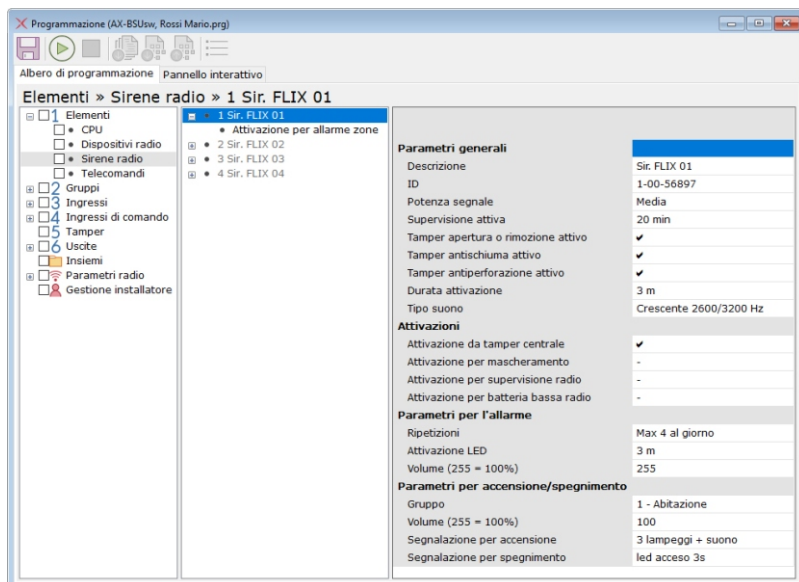 Programmazione (AX-BSUsw, Rossi Mario.prg)
Albero di programmazione Pannello interattivo
Elementi » Sirene radio » 1 Sir. FLIX 01
1 Elementi
CPU
Dispositivi radio
Sirene radio
Telecomandi
2 Gruppi
3 Ingressi
4 Ingressi di comando
5 Tamper
6 Uscite
Insiemi
Parametri radio
Gestione installatore
1 Sir. FLIX 01
Attivazione per allarme zone
2 Sir. FLIX 02
3 Sir. FLIX 03
4 Sir. FLIX 04
Parametri generali
Descrizione Sir. FLIX 01
ID 1-00-56897
Potenza segnale Media
Supervisione attiva 20 min
Tamper apertura o rimozione attivo ✔
Tamper antischiuma attivo ✔
Tamper antiperforazione attivo ✔
Durata attivazione 3 m
Tipo suono Crescente 2600/3200 Hz
Attivazioni
Attivazione da tamper centrale ✔
Attivazione per mascheramento -
Attivazione per supervisione radio -
Attivazione per batteria bassa radio -
Parametri per l'allarme
Ripetizioni Max 4 al giorno
Attivazione LED 3 m
Volume (255 = 100%) 255
Parametri per accensione/spegnimento
Gruppo 1 - Abitazione
Volume (255 = 100%) 100
Segnalazione per accensione 3 lampeggi + suono
Segnalazione per spegnimento led acceso 3s